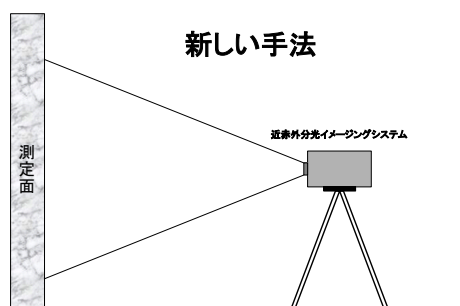 新しい手法
近赤外分光イメージングシステム
測定面